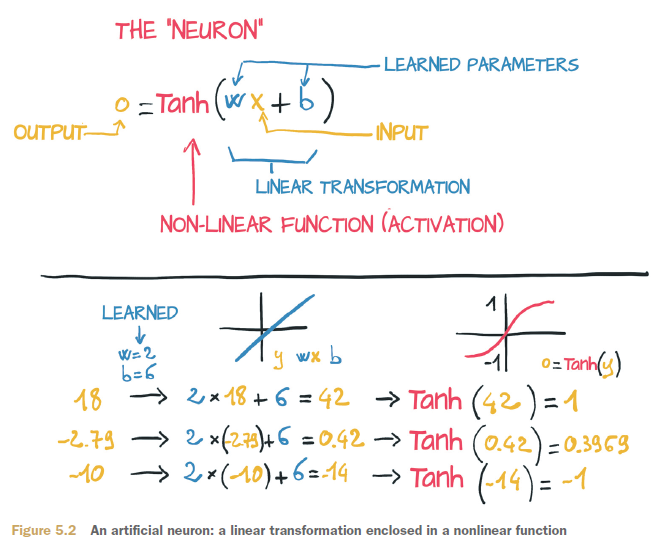 THE "NEURON"
LEARNED PARAMETERS
o = Tanh (w x + b)
OUTPUT
INPUT
LINEAR TRANSFORMATION
NON-LINEAR FUNCTION (ACTIVATION)
LEARNED
w=2
b=6
y wx b
1
-1
o=Tanh(y)
18 → 2 × 18 + 6 = 42 → Tanh (42) = 1
-2.79 → 2 ×(-2.79)+6 = 0.42 → Tanh (0.42) = 0.3969
-10 → 2 × (-10) + 6 = -14 → Tanh (-14) = -1
Figure 5.2 An artificial neuron: a linear transformation enclosed in a nonlinear function